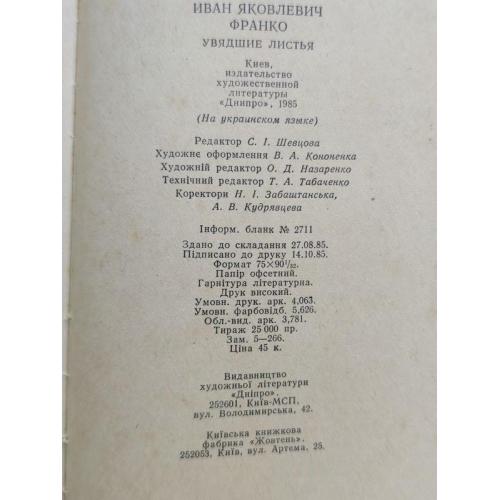 ИВАН ЯКОВЛЕВИЧ
ФРАНКО
УВЯДШИЕ ЛИСТЬЯ
Киев,
издательство
художественной
литературы
«Днипро», 1985
(На украинском языке)
Редактор С. І. Шевцова
Художнє оформлення В. А. Кононенка
Художній редактор О. Д. Назаренко
Технічний редактор Т. А. Табаченко
Коректори Н. І. Забаштанська,
А. В. Кудрявцева
Інформ. бланк № 2711
Здано до складання 27.08.85.
Підписано до друку 14.10.85.
Формат 75×90¹/₃₂.
Папір офсетний.
Гарнітура літературна.
Друк високий.
Умовн. друк. арк. 4,063.
Умовн. фарбовідб. 5,626.
Обл.-вид. арк. 3,781.
Тираж 25 000 пр.
Зам. 5—266.
Ціна 45 к.
Видавництво
художньої літератури
«Дніпро».
252601, Київ-МСП,
вул. Володимирська, 42.
Київська книжкова
фабрика «Жовтень».
252053, Київ, вул. Артема, 25.